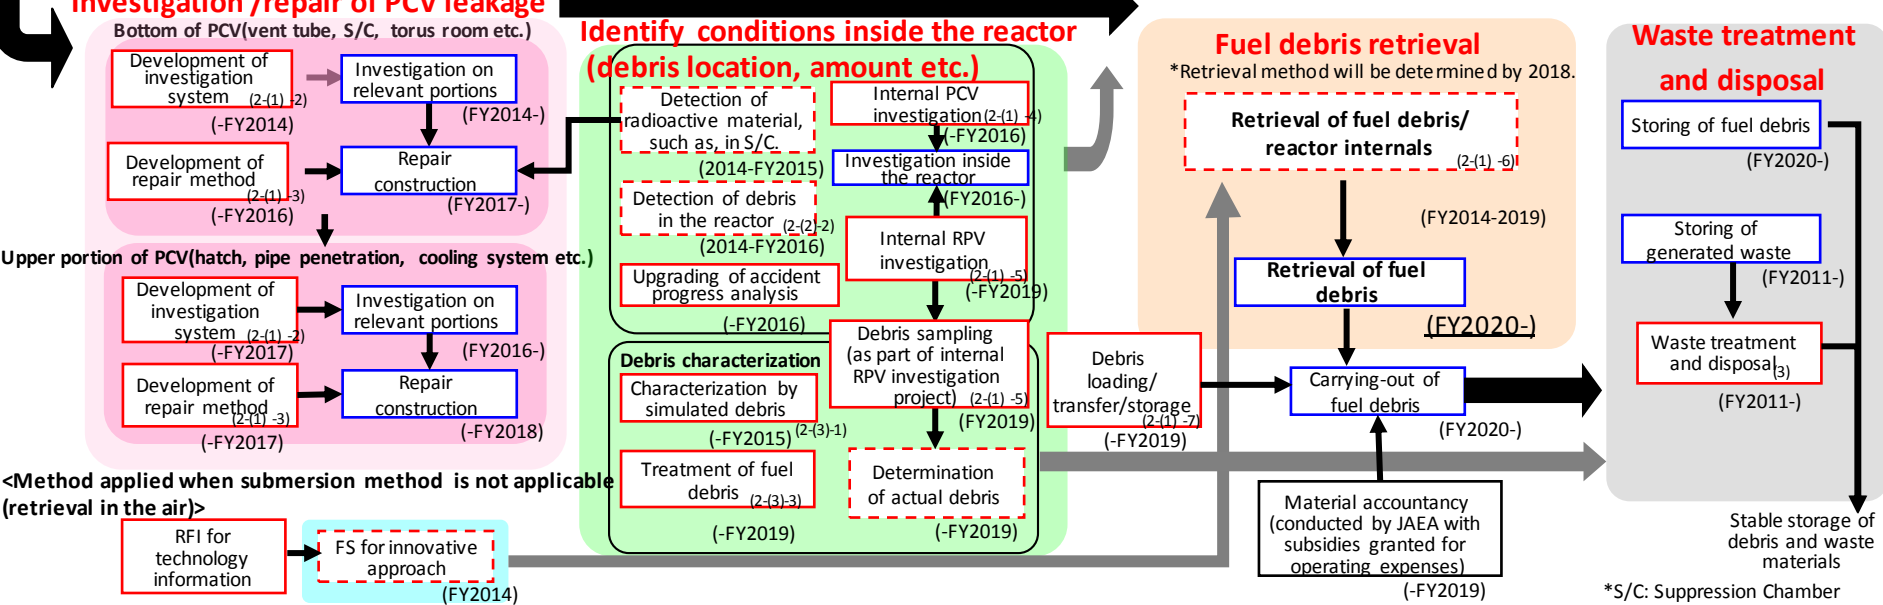 Investigation /repair of PCV leakage
Bottom of PCV(vent tube, S/C, torus room etc.)
Development of
investigation
system (2-(1) -2)
(-FY2014)
Investigation on
relevant portions
(FY2014-)
Development of
repair method
(2-(1) -3)
(-FY2016)
Repair
construction
(FY2017-)
Upper portion of PCV(hatch, pipe penetration, cooling system etc.)
Development of
investigation
system (2-(1) -2)
(-FY2017)
Investigation on
relevant portions
(FY2016-)
Development of
repair method
(2-(1) -3)
(-FY2017)
Repair
construction
(-FY2018)
<Method applied when submersion method is not applicable
(retrieval in the air)>
RFI for
technology
information
FS for innovative
approach
(FY2014)
Identify conditions inside the reactor
(debris location, amount etc.)
Detection of
radioactive material,
such as, in S/C.
(2014-FY2015)
Detection of debris
in the reactor (2-(2)-2)
(2014-FY2016)
Upgrading of accident
progress analysis
(-FY2016)
Internal PCV
investigation (2-(1) -4)
(-FY2016)
Investigation inside
the reactor
(FY2016-)
Internal RPV
investigation
(2-(1) -5)
(-FY2019)
Debris sampling
(as part of internal
RPV investigation
project) (2-(1) -5)
(FY2019)
Debris characterization
Characterization by
simulated debris
(-FY2015) (2-(3)-1)
Treatment of fuel
debris (2-(3)-3)
(-FY2019)
Determination
of actual debris
(-FY2019)
Debris
loading/
transfer/storage
(2-(1) -7)
(-FY2019)
Fuel debris retrieval
*Retrieval method will be determined by 2018.
Retrieval of fuel debris/
reactor internals
(2-(1) -6)
(FY2014-2019)
Retrieval of fuel
debris
(FY2020-)
Carrying-out of
fuel debris
(FY2020-)
Material accountancy
(conducted by JAEA with
subsidies granted for
operating expenses)
(-FY2019)
Waste treatment
and disposal
Storing of fuel debris
(FY2020-)
Storing of
generated waste
(FY2011-)
Waste treatment
and disposal
(3)
(FY2011-)
Stable storage of
debris and waste
materials
*S/C: Suppression Chamber